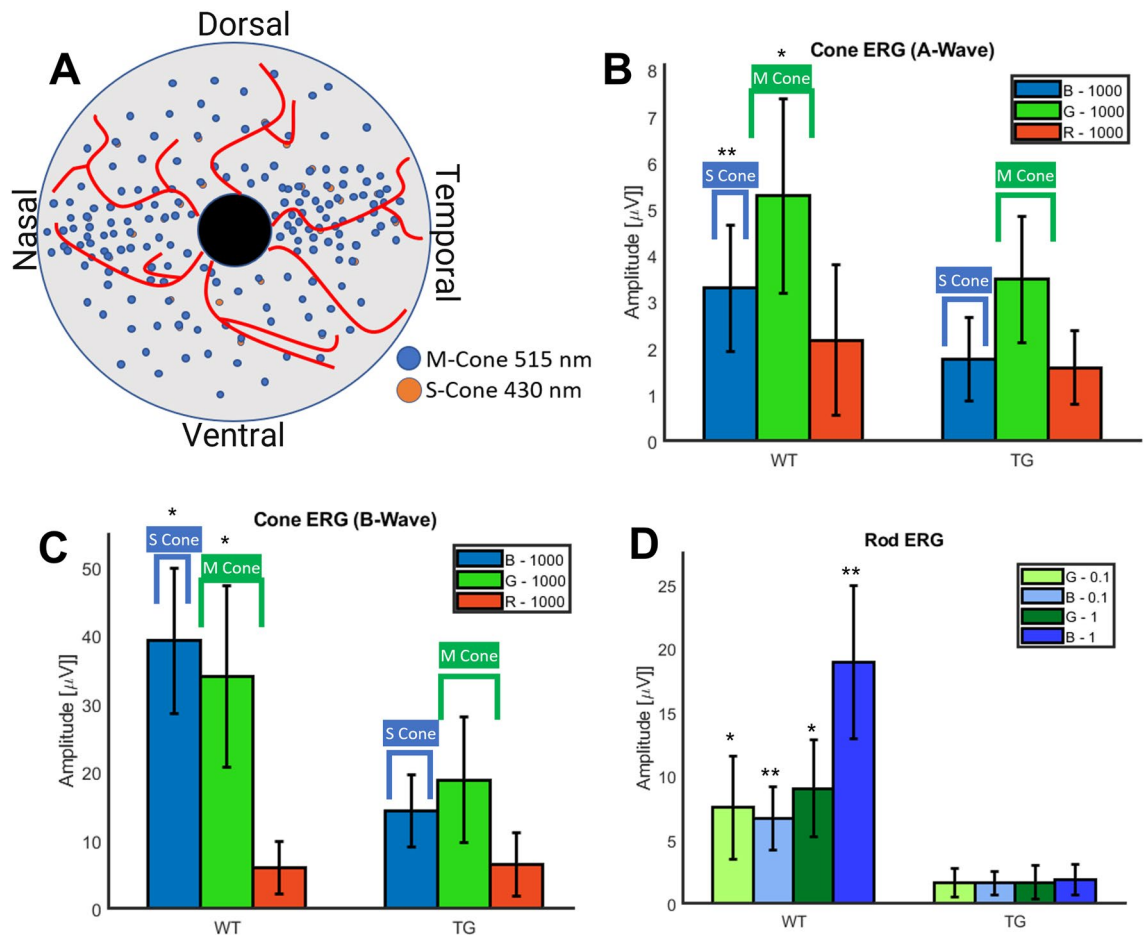 A
Dorsal
Nasal
Temporal
Ventral
M-Cone 515 nm
S-Cone 430 nm
B
Cone ERG (A-Wave)
Amplitude [μV]]
8
7
6
5
4
3
2
1
0
**
S Cone
*
M Cone
S Cone
M Cone
B - 1000
G - 1000
R - 1000
WT
TG
C
Cone ERG (B-Wave)
Amplitude [μV]]
50
40
30
20
10
0
*
S Cone
*
M Cone
S Cone
M Cone
B - 1000
G - 1000
R - 1000
WT
TG
D
Rod ERG
Amplitude [μV]]
25
20
15
10
5
0
*
**
*
**
G - 0.1
B - 0.1
G - 1
B - 1
WT
TG